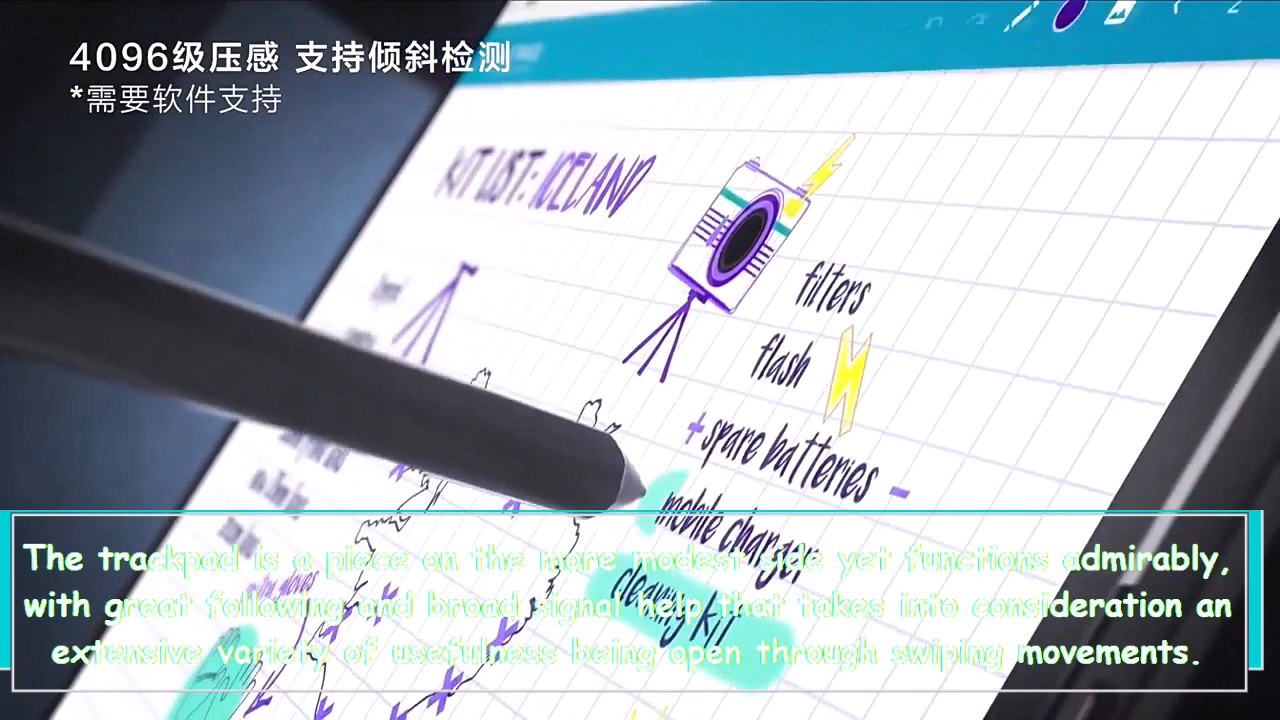 4096级压感 支持倾斜检测
*需要软件支持
KIT LIST: ICELAND
filters
flash
+ spare batteries -
mobile charger
cleaning kit
The trackpad is a piece on the more modest side yet functions admirably,
with great following and broad signal help that takes into consideration an
extensive variety of usefulness being open through swiping movements.